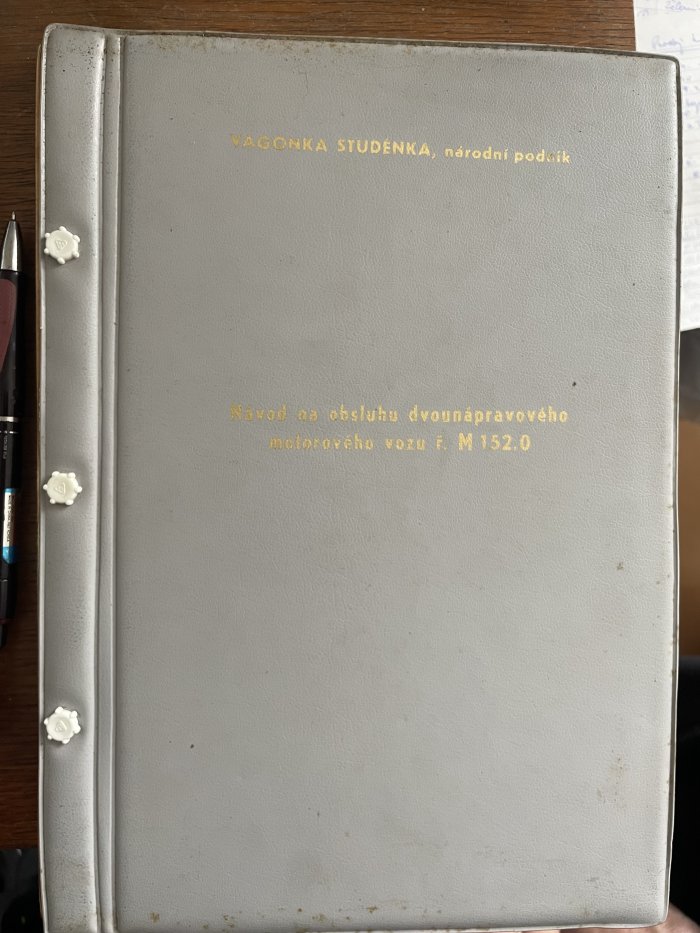 VAGONKA STUDÉNKA, národní podnik
Návod na obsluhu dvounápravového
motorového vozu ř. M 152.0